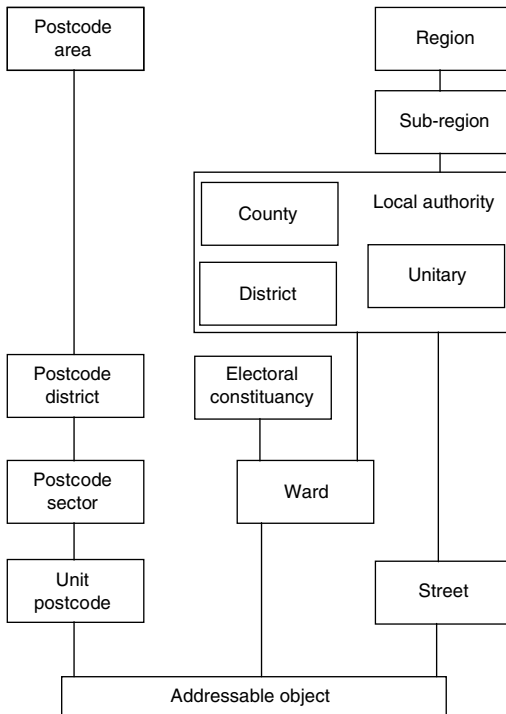 Postcode
area
Region
Sub-region
County
Local authority
District
Unitary
Postcode
district
Electoral
constituancy
Postcode
sector
Ward
Unit
postcode
Street
Addressable object